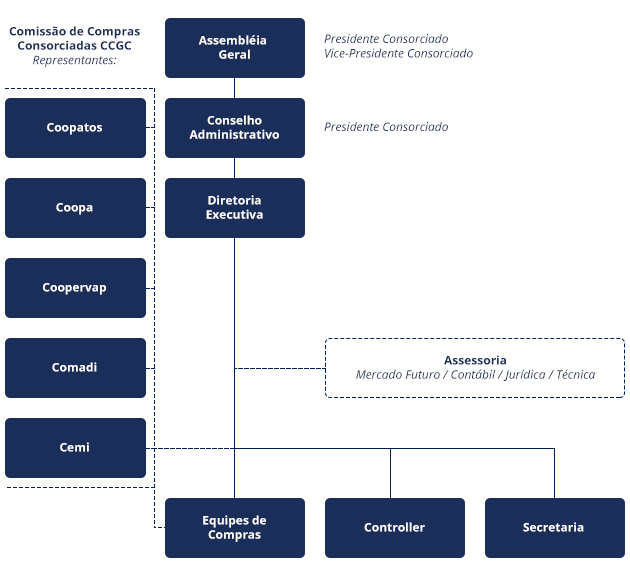 Comissão de Compras
Consorciadas CCGC
Representantes:
Coopatos
Coopa
Coopervap
Comadi
Cemi
Assembléia
Geral
Presidente Consorciado
Vice-Presidente Consorciado
Conselho
Administrativo
Presidente Consorciado
Diretoria
Executiva
Assessoria
Mercado Futuro / Contábil / Jurídica / Técnica
Equipes de
Compras
Controller
Secretaria